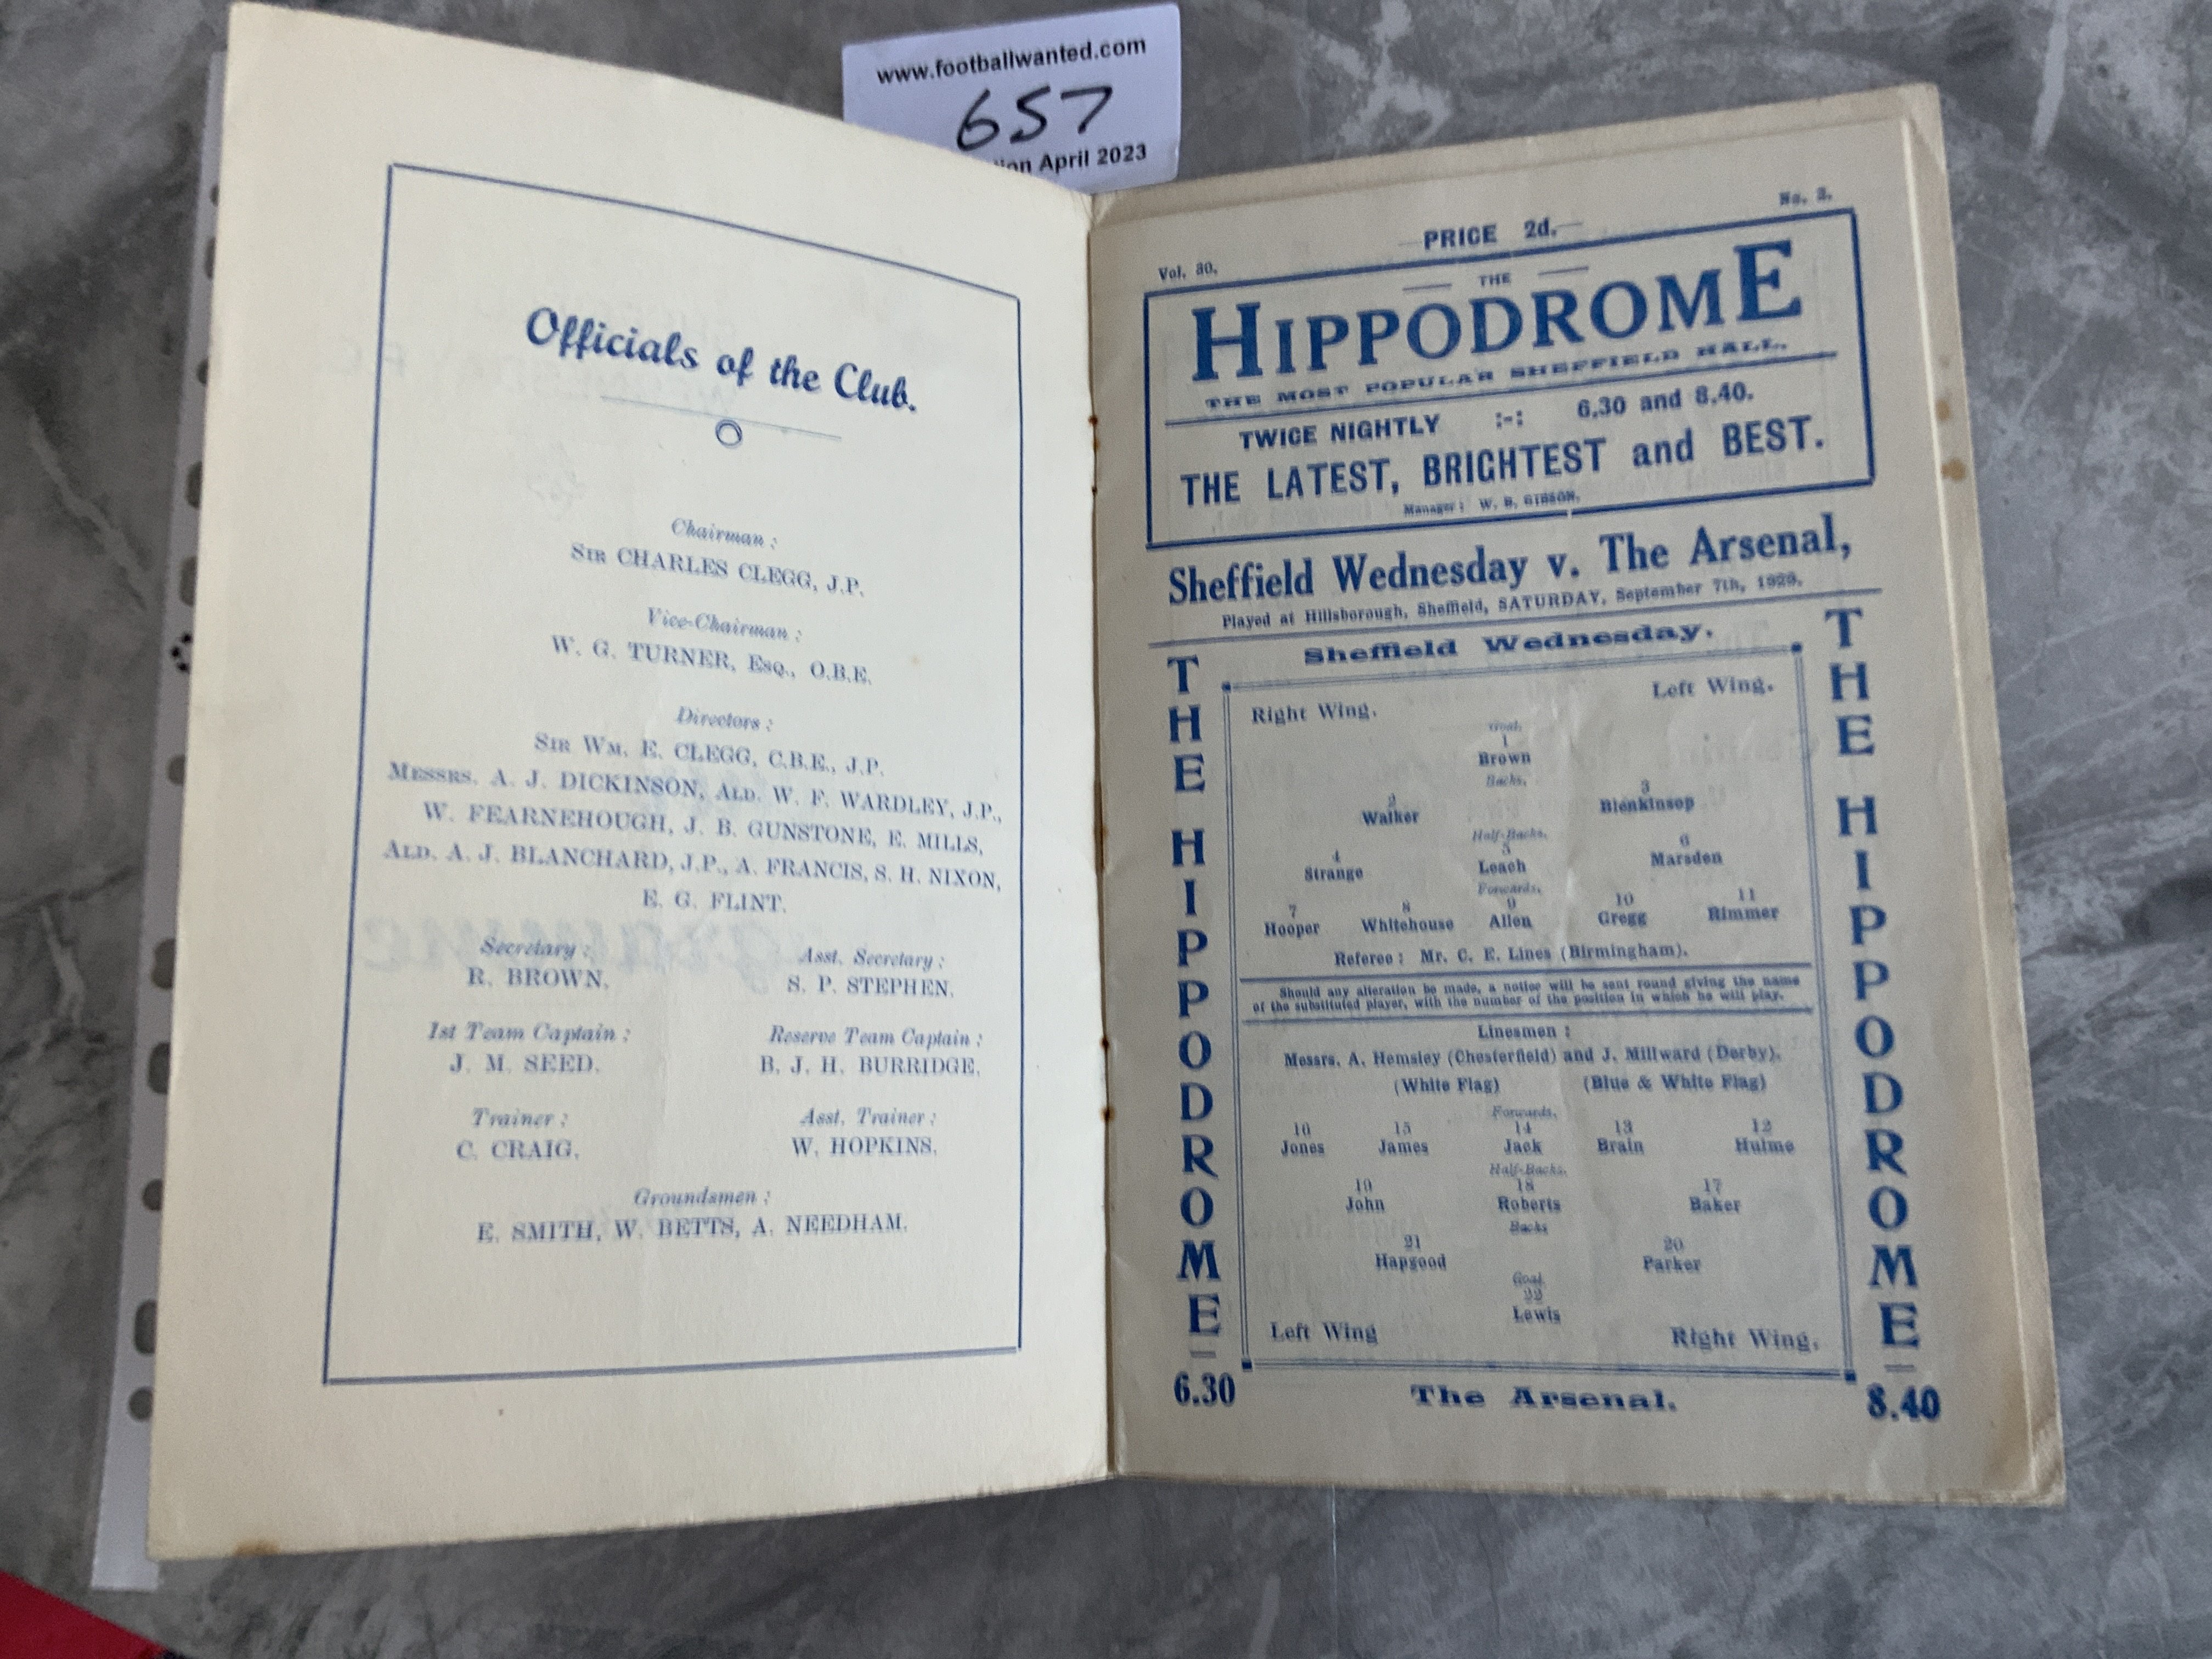 www.footballwanted.com
657
April 2023
Officials of the Club.
Chairman :
SIR CHARLES CLEGG, J.P.
Vice-Chairman :
W. G. TURNER, ESQ., O.B.E.
Directors :
SIR WM. E. CLEGG, C.B.E., J.P.
MESSRS. A. J. DICKINSON, ALD. W. F. WARDLEY, J.P.,
W. FEARNEHOUGH, J. B. GUNSTONE, E. MILLS,
ALD. A. J. BLANCHARD, J.P., A. FRANCIS, S. H. NIXON,
E. G. FLINT.
Secretary : Asst. Secretary :
R. BROWN. S. P. STEPHEN.
1st Team Captain : Reserve Team Captain :
J. M. SEED. B. J. H. BURRIDGE.
Trainer : Asst. Trainer :
C. CRAIG. W. HOPKINS.
Groundsmen :
E. SMITH, W. BETTS, A. NEEDHAM.
Vol. 30. PRICE 2d. No.
THE
HIPPODROME
THE MOST POPULAR SHEFFIELD HALL.
TWICE NIGHTLY :-: 6.30 and 8.40.
THE LATEST, BRIGHTEST and BEST.
Manager : W. B. GIBSON.
Sheffield Wednesday v. The Arsenal,
Played at Hillsborough, Sheffield, SATURDAY, September 7th, 1929.
Sheffield Wednesday.
THE HIPPODROME
Right Wing. Left Wing.
Goal.
1
Brown
Backs.
2 3
Walker Blenkinsop
Half-Backs.
4 5 6
Strange Leach Marsden
Forwards.
7 8 9 10 11
Hooper Whitehouse Allen Gregg Rimmer
Referee : Mr. C. E. Lines (Birmingham).
Should any alteration be made, a notice will be sent round giving the name
of the substituted player, with the number of the position in which he will play.
Linesmen :
Messrs. A. Hemsley (Chesterfield) and J. Millward (Derby).
(White Flag) (Blue & White Flag)
Forwards.
16 15 14 13 12
Jones James Jack Brain Hulme
Half-Backs.
19 18 17
John Roberts Baker
Backs
21 20
Hapgood Parker
Goal.
22
Lewis
Left Wing Right Wing.
The Arsenal.
6.30
THE HIPPODROME
8.40